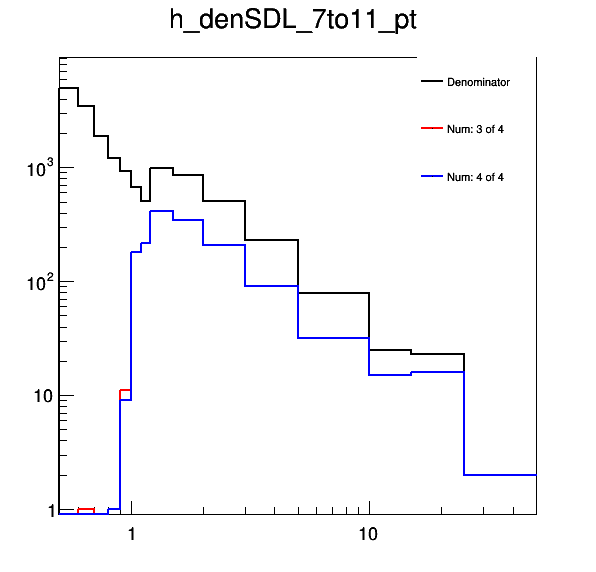 h_denSDL_7to11_pt
Denominator
Num: 3 of 4
Num: 4 of 4
10³
10²
10
1
1
10